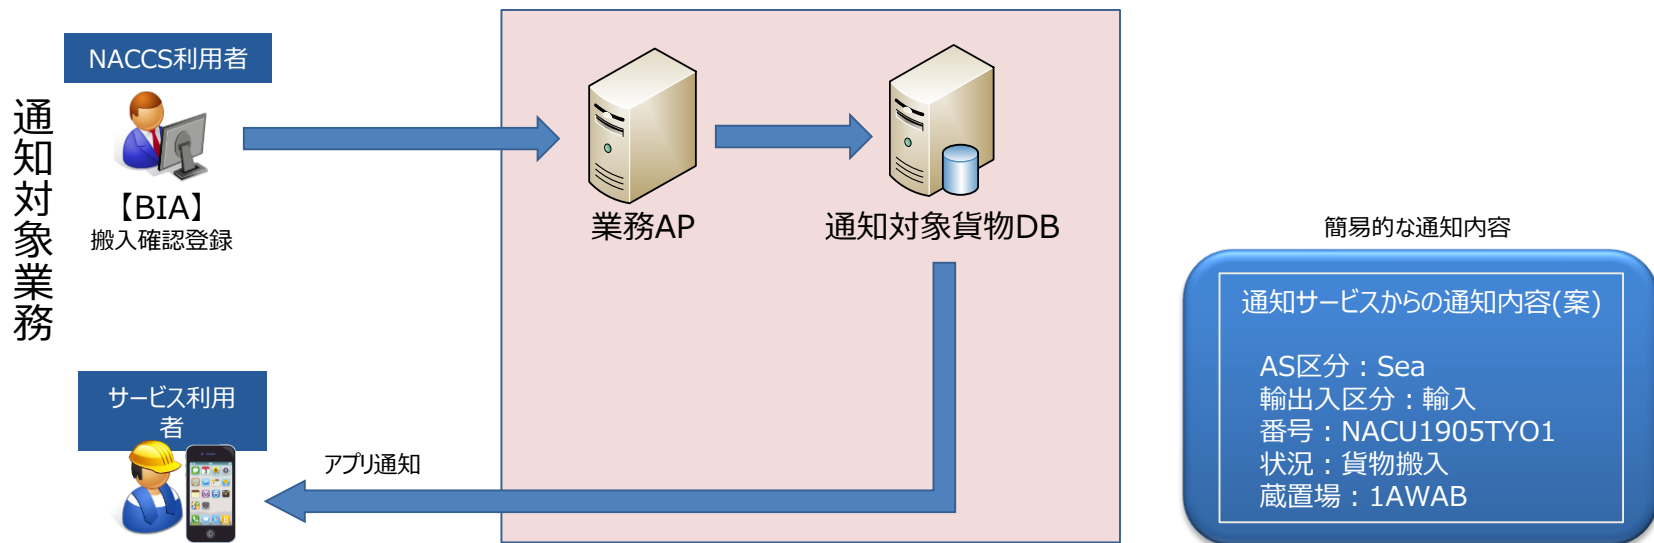 通知対象業務
NACCS利用者
【BIA】
搬入確認登録
業務AP
通知対象貨物DB
サービス利用
者
アプリ通知
簡易的な通知内容
通知サービスからの通知内容(案)
AS区分：Sea
輸出入区分：輸入
番号：NACU1905TYO1
状況：貨物搬入
蔵置場：1AWAB